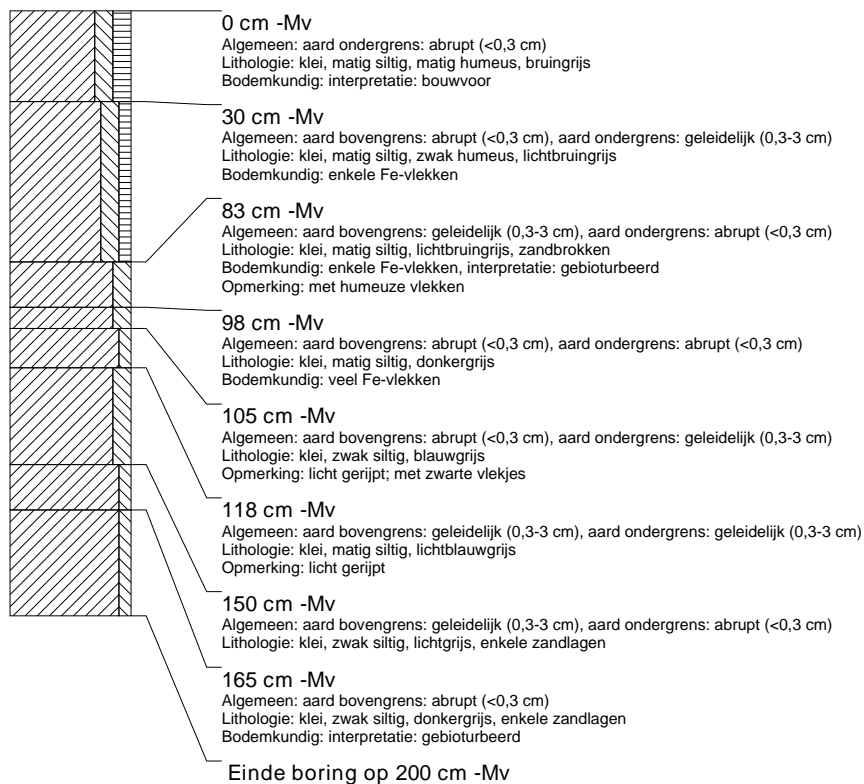 0 cm -Mv
Algemeen: aard ondergrens: abrupt (<0,3 cm)
Lithologie: klei, matig siltig, matig humeus, bruingrijs
Bodemkundig: interpretatie: bouwvoor
30 cm -Mv
Algemeen: aard bovengrens: abrupt (<0,3 cm), aard ondergrens: geleidelijk (0,3-3 cm)
Lithologie: klei, matig siltig, zwak humeus, lichtbruingrijs
Bodemkundig: enkele Fe-vlekken
83 cm -Mv
Algemeen: aard bovengrens: geleidelijk (0,3-3 cm), aard ondergrens: abrupt (<0,3 cm)
Lithologie: klei, matig siltig, lichtbruingrijs, zandbrokken
Bodemkundig: enkele Fe-vlekken, interpretatie: gebioturbeerd
Opmerking: met humeuze vlekken
98 cm -Mv
Algemeen: aard bovengrens: abrupt (<0,3 cm), aard ondergrens: abrupt (<0,3 cm)
Lithologie: klei, matig siltig, donkergrijs
Bodemkundig: veel Fe-vlekken
105 cm -Mv
Algemeen: aard bovengrens: abrupt (<0,3 cm), aard ondergrens: geleidelijk (0,3-3 cm)
Lithologie: klei, zwak siltig, blauwgrijs
Opmerking: licht gerijpt; met zwarte vlekjes
118 cm -Mv
Algemeen: aard bovengrens: geleidelijk (0,3-3 cm), aard ondergrens: geleidelijk (0,3-3 cm)
Lithologie: klei, matig siltig, lichtblauwgrijs
Opmerking: licht gerijpt
150 cm -Mv
Algemeen: aard bovengrens: geleidelijk (0,3-3 cm), aard ondergrens: abrupt (<0,3 cm)
Lithologie: klei, zwak siltig, lichtgrijs, enkele zandlagen
165 cm -Mv
Algemeen: aard bovengrens: abrupt (<0,3 cm)
Lithologie: klei, zwak siltig, donkergrijs, enkele zandlagen
Bodemkundig: interpretatie: gebioturbeerd
Einde boring op 200 cm -Mv